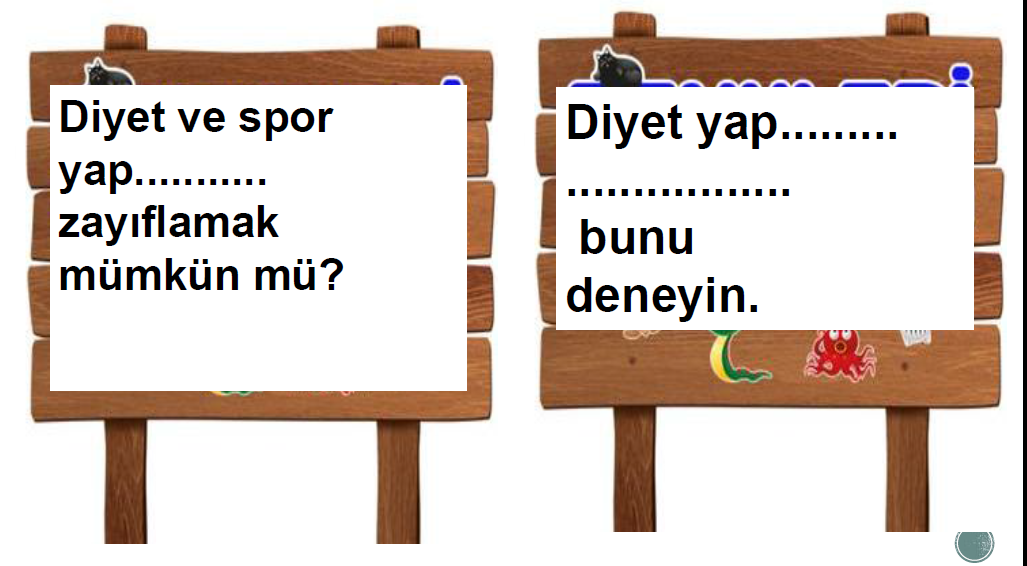 Diyet ve spor
yap...........
zayıflamak
mümkün mü?
Diyet yap.........
.................
bunu
deneyin.